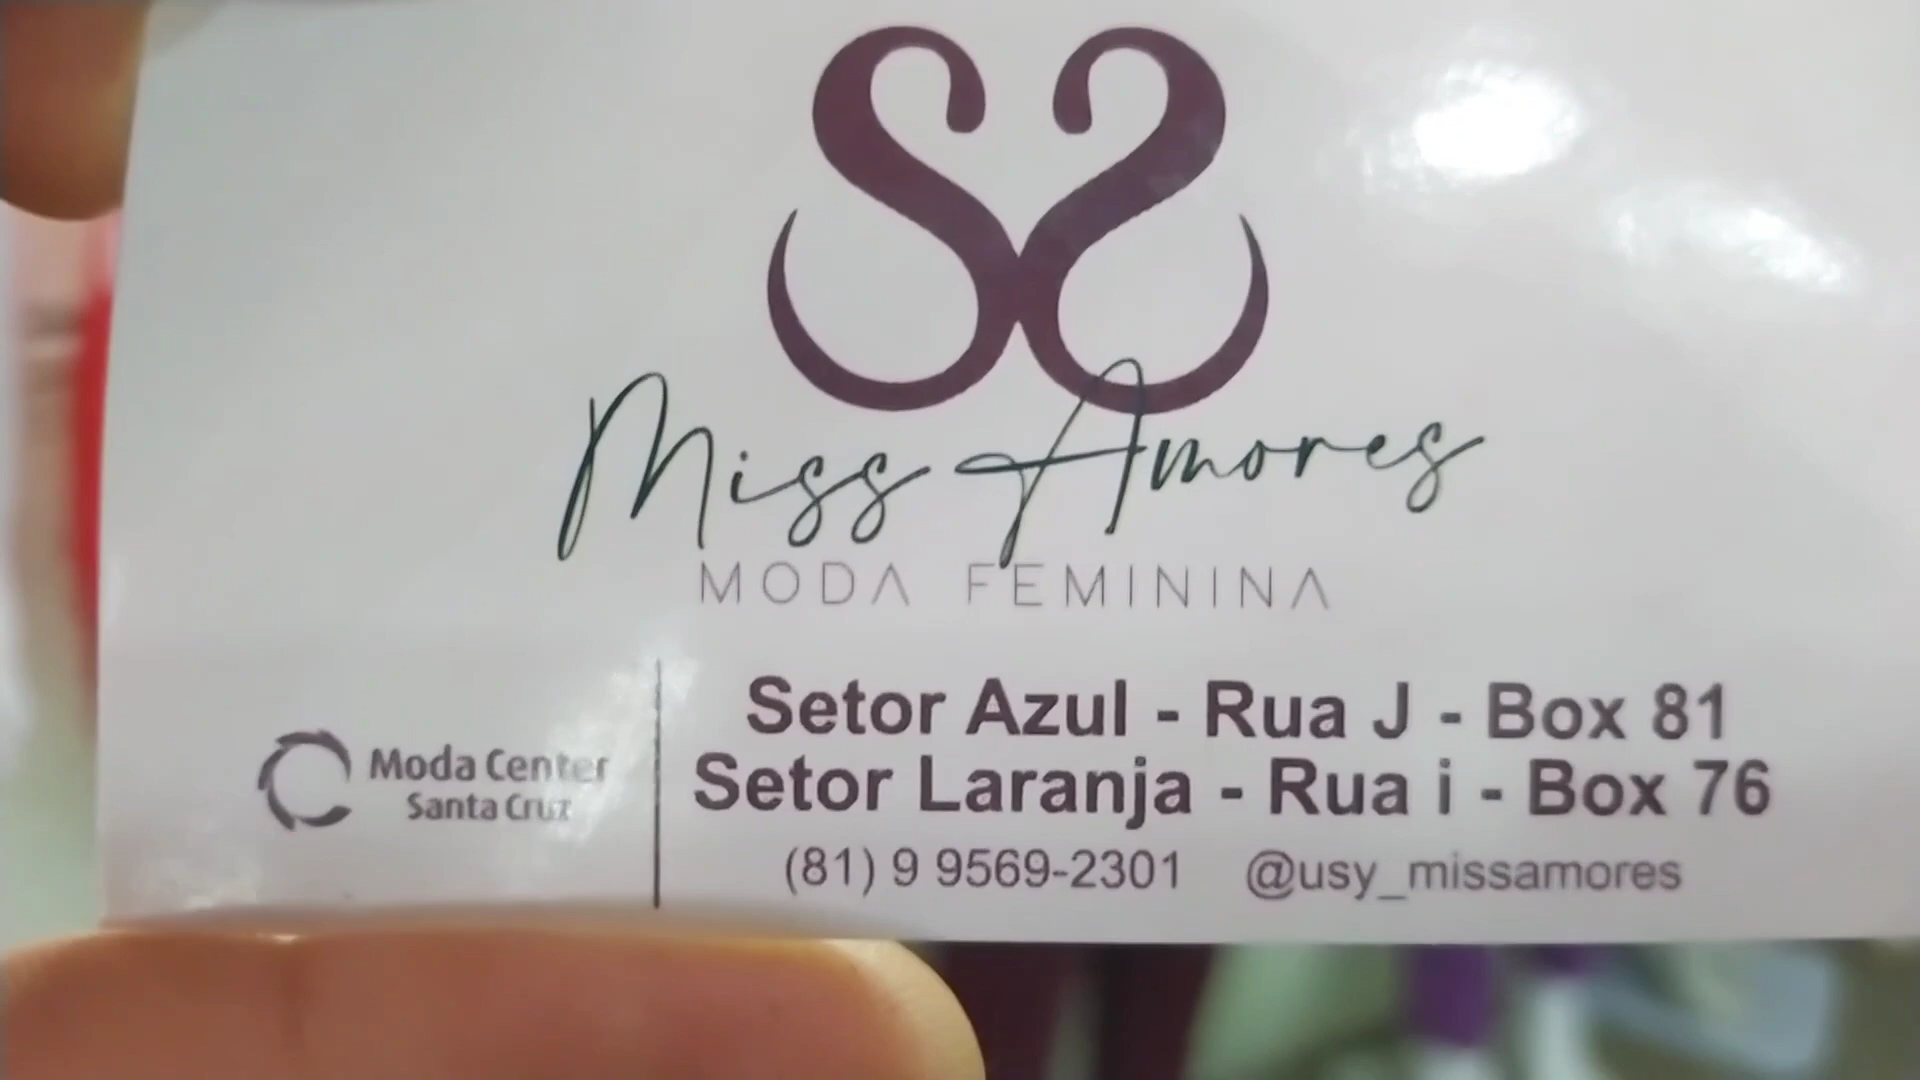 Miss Amores
MODA FEMININA
Moda Center
Santa Cruz
Setor Azul - Rua J - Box 81
Setor Laranja - Rua i - Box 76
(81) 9 9569-2301 @usy_missamores